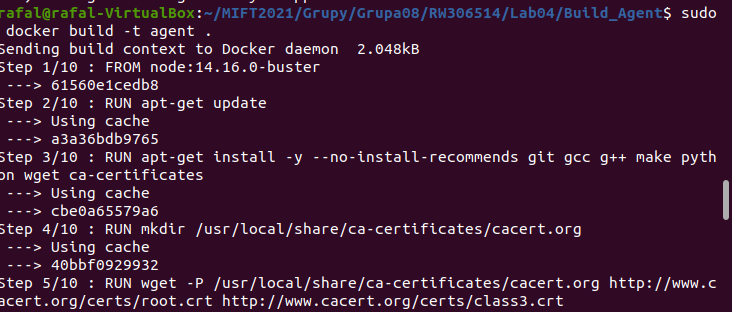 rafal@rafal-VirtualBox:~/MIFT2021/Grupy/Grupa08/RW306514/Lab04/Build_Agent$ sudo
 docker build -t agent .
Sending build context to Docker daemon  2.048kB
Step 1/10 : FROM node:14.16.0-buster
 ---> 61560e1cedb8
Step 2/10 : RUN apt-get update
 ---> Using cache
 ---> a3a36bdb9765
Step 3/10 : RUN apt-get install -y --no-install-recommends git gcc g++ make pyth
on wget ca-certificates
 ---> Using cache
 ---> cbe0a65579a6
Step 4/10 : RUN mkdir /usr/local/share/ca-certificates/cacert.org
 ---> Using cache
 ---> 40bbf0929932
Step 5/10 : RUN wget -P /usr/local/share/ca-certificates/cacert.org http://www.c
acert.org/certs/root.crt http://www.cacert.org/certs/class3.crt